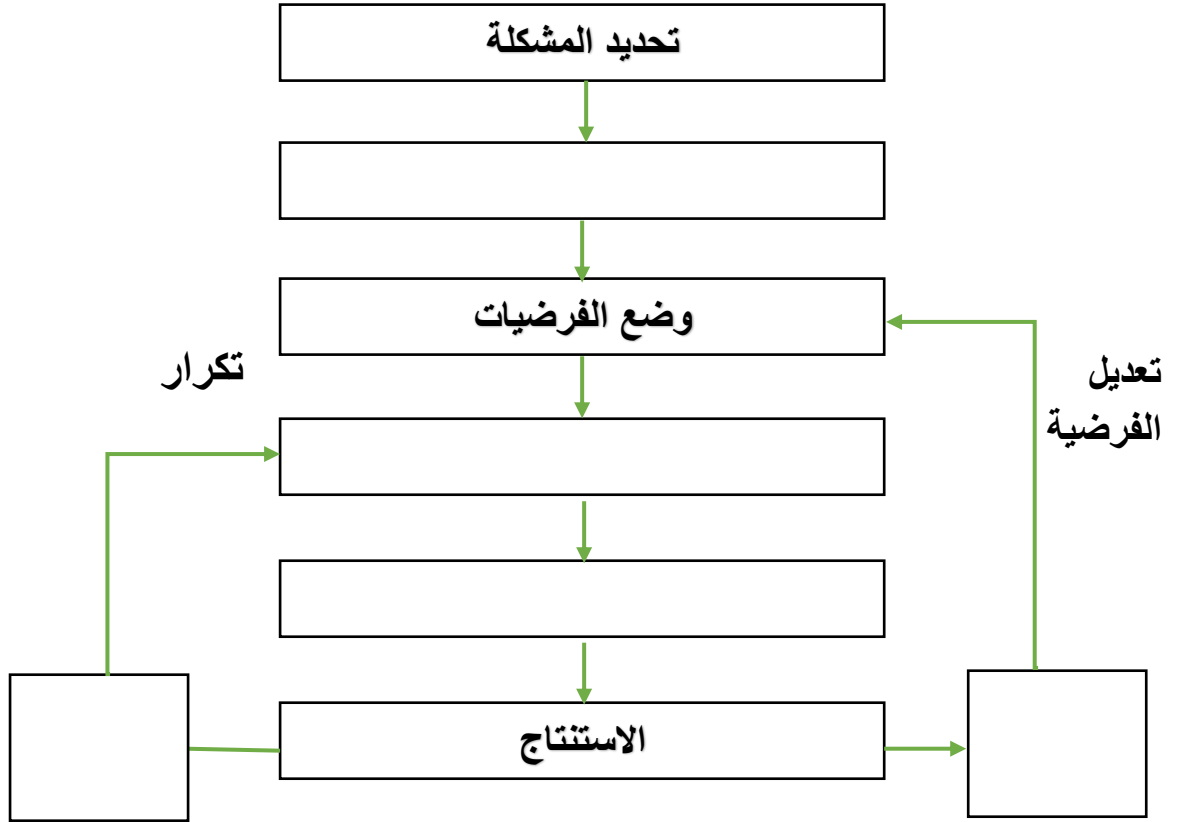 تحديد المشكلة
وضع الفرضيات
تكرار
تعديل
الفرضية
الاستنتاج